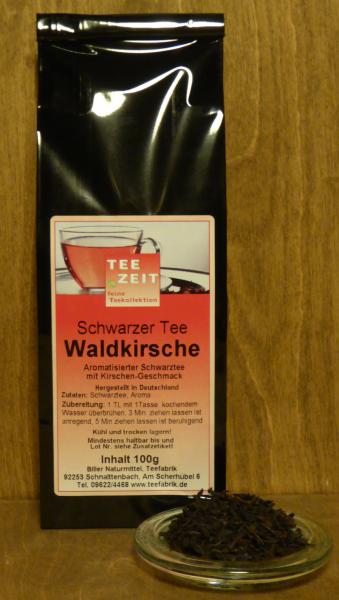 TEE
ZEIT
feine
Teekollektion
Schwarzer Tee
Waldkirsche
Aromatisierter Schwarztee
mit Kirschen-Geschmack
Hergestellt in Deutschland
Zutaten: Schwarztee, Aroma
Zubereitung: 1 TL mit 1Tasse kochendem
Wasser überbrühen, 3 Min. ziehen lassen ist
anregend, 5 Min ziehen lassen ist beruhigend
Kühl und trocken lagern!
Mindestens haltbar bis und
Lot Nr. siehe Zusatzetikett!
Inhalt 100g
Biller Naturmittel, Teefabrik
92253 Schnaittenbach, Am Scherhübel 6
Tel. 09622/4468 www.teefabrik.de